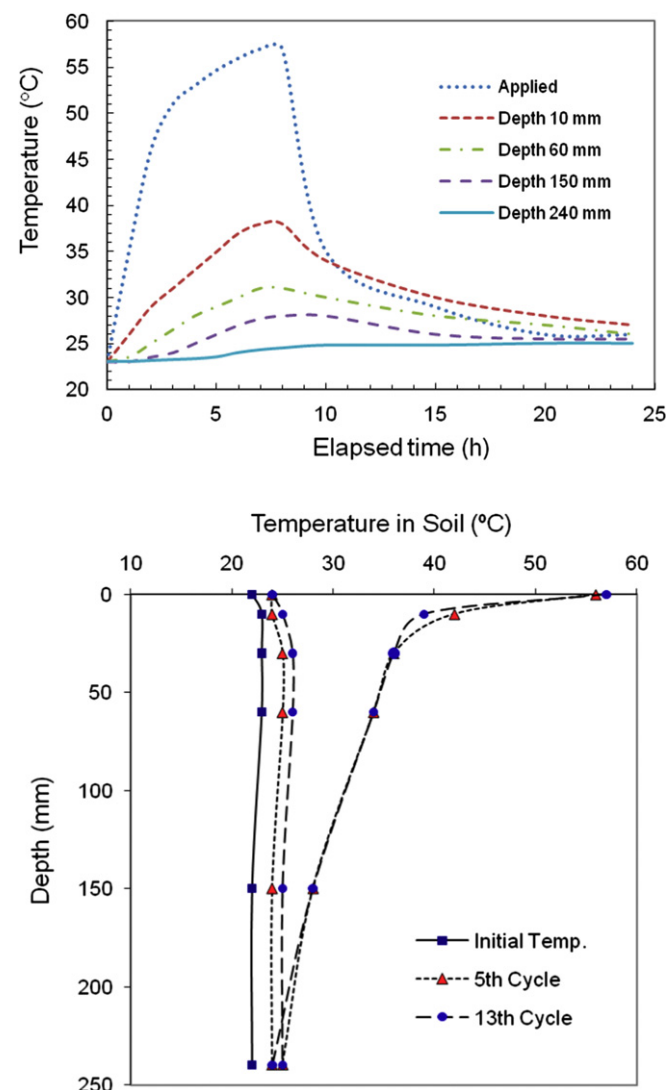 60
55
50
45
40
35
30
25
20
Temperature (°C)
Applied
Depth 10 mm
Depth 60 mm
Depth 150 mm
Depth 240 mm
0 5 10 15 20 25
Elapsed time (h)
Temperature in Soil (ºC)
10 20 30 40 50 60
0
50
100
150
200
250
Depth (mm)
Initial Temp.
5th Cycle
13th Cycle